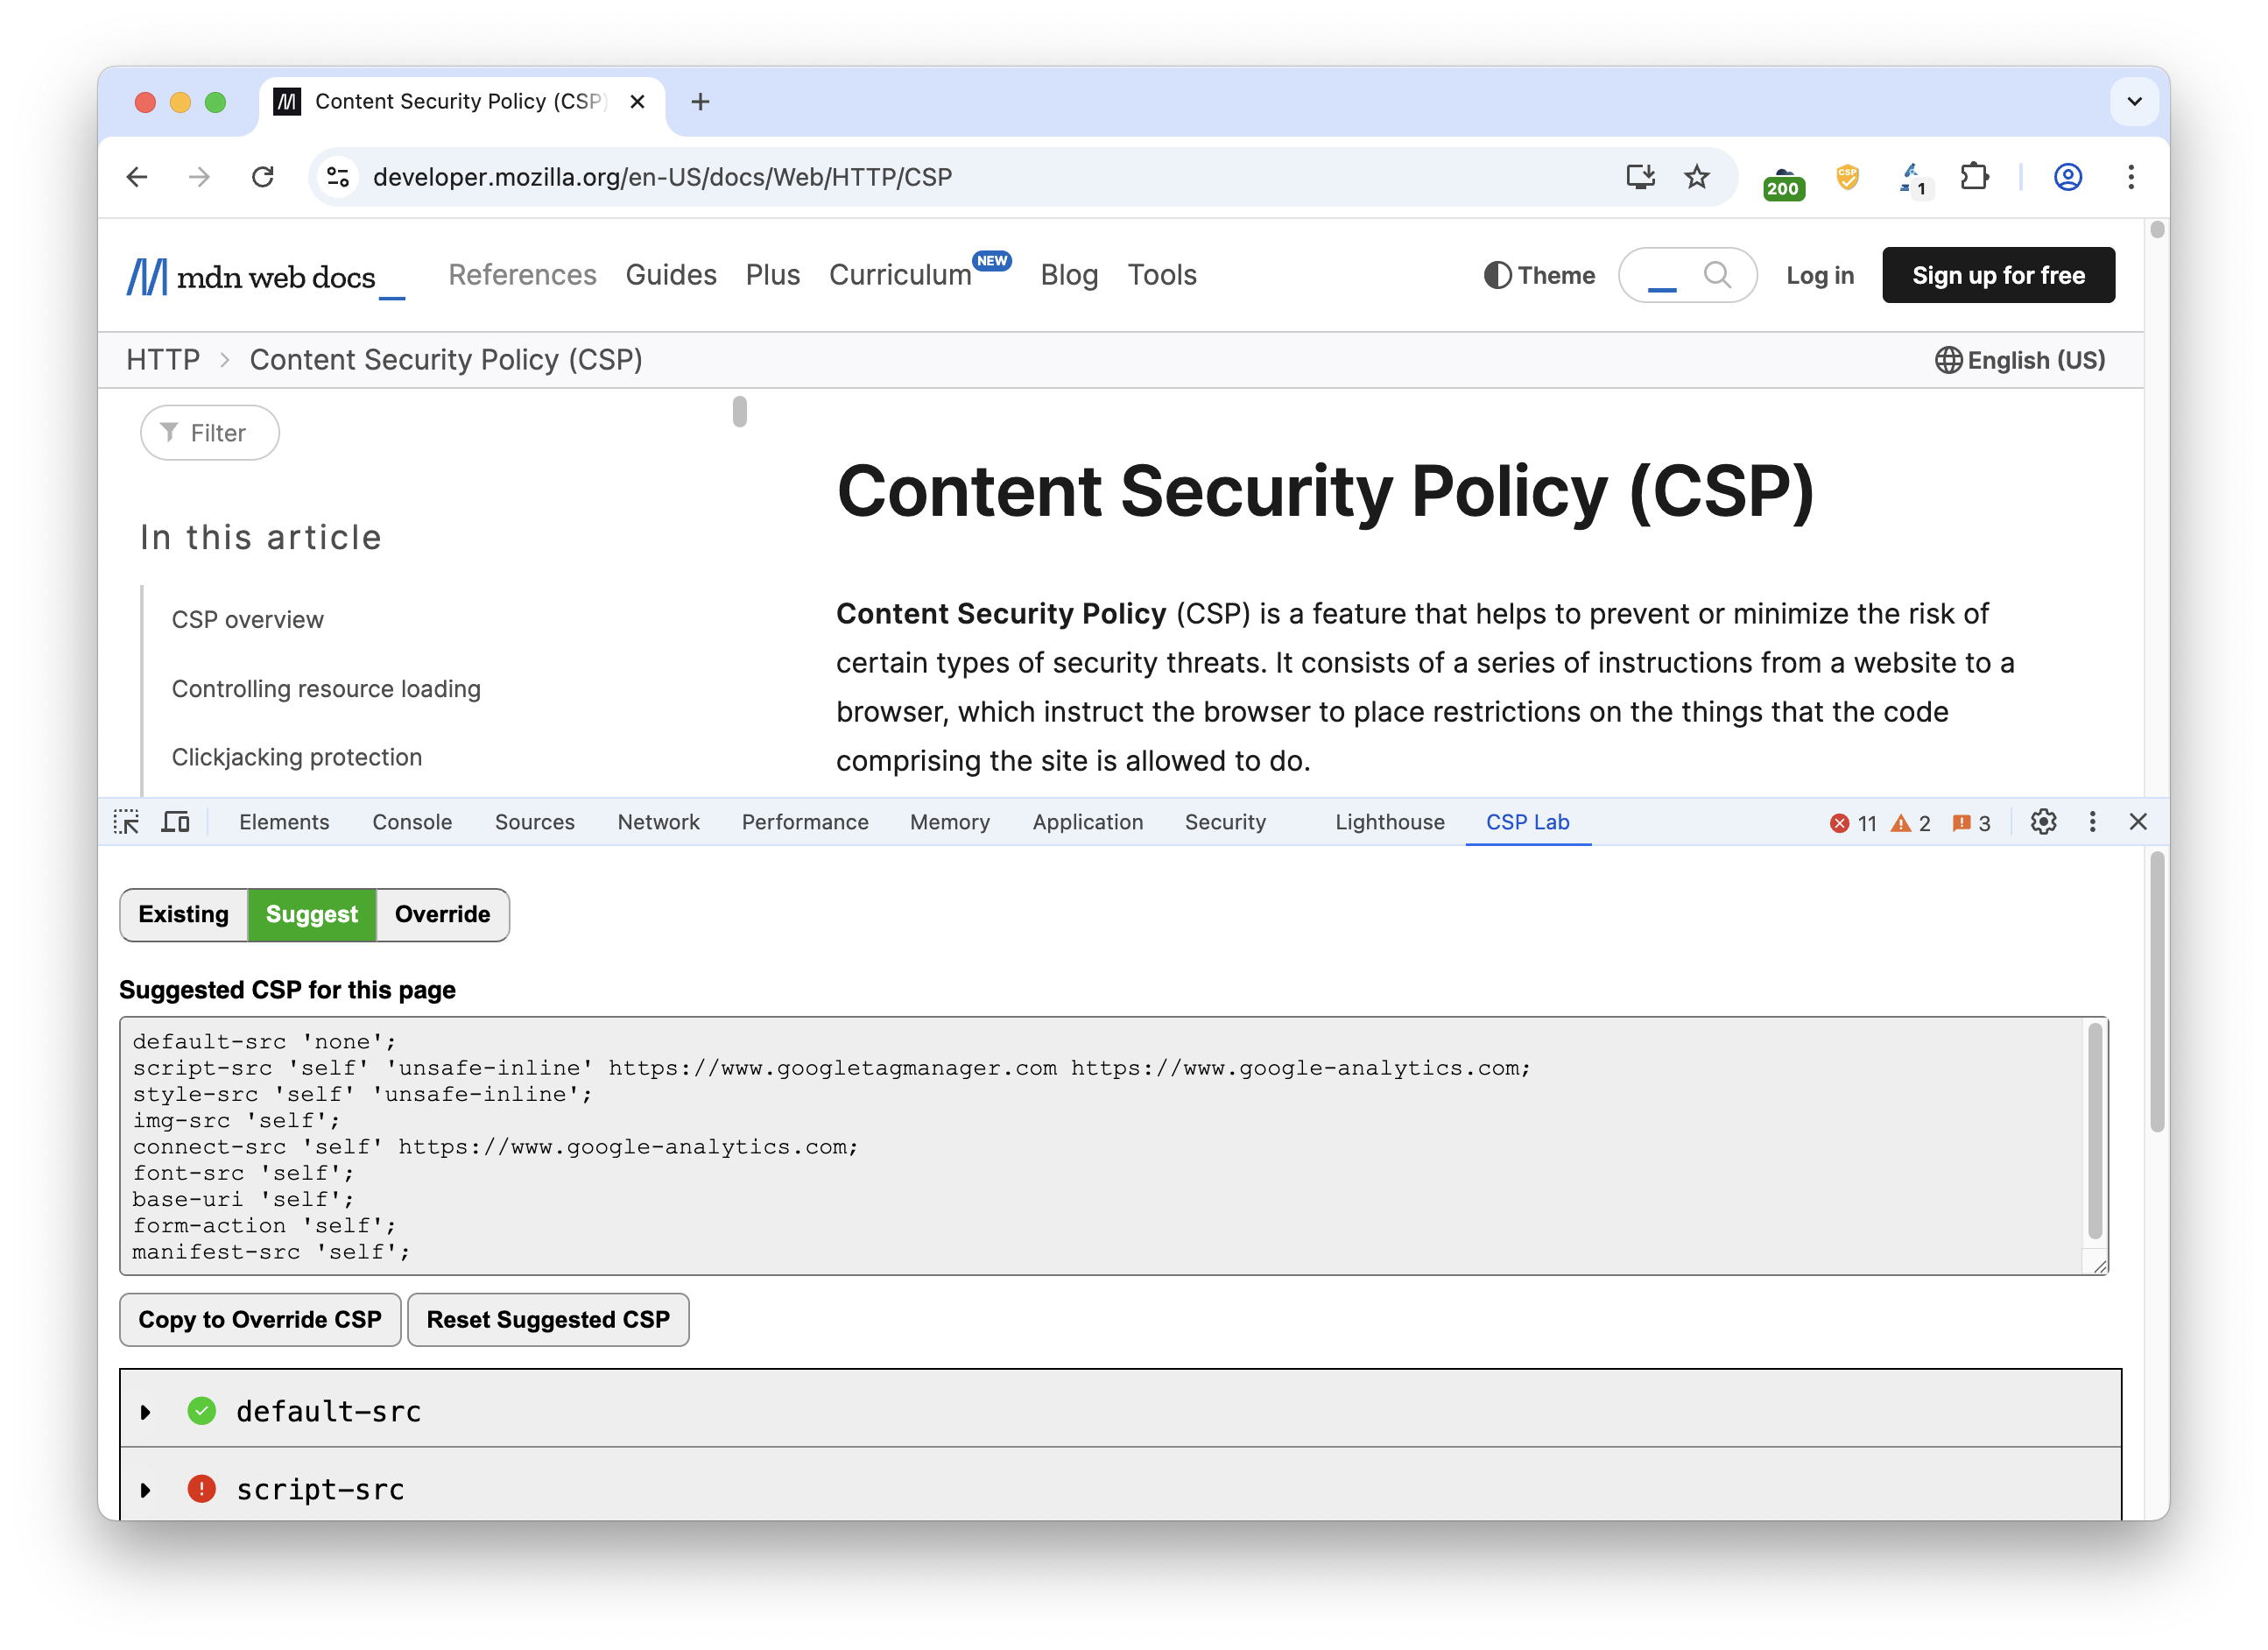 Content Security Policy (CSP)
developer.mozilla.org/en-US/docs/Web/HTTP/CSP
200
CSP
1
mdn web docs
References
Guides
Plus
Curriculum
NEW
Blog
Tools
Theme
Log in
Sign up for free
HTTP
Content Security Policy (CSP)
English (US)
Filter
In this article
CSP overview
Controlling resource loading
Clickjacking protection
Content Security Policy (CSP)
Content Security Policy (CSP) is a feature that helps to prevent or minimize the risk of
certain types of security threats. It consists of a series of instructions from a website to a
browser, which instruct the browser to place restrictions on the things that the code
comprising the site is allowed to do.
Elements
Console
Sources
Network
Performance
Memory
Application
Security
Lighthouse
CSP Lab
11
2
3
Existing
Suggest
Override
Suggested CSP for this page
default-src 'none';
script-src 'self' 'unsafe-inline' https://www.googletagmanager.com https://www.google-analytics.com;
style-src 'self' 'unsafe-inline';
img-src 'self';
connect-src 'self' https://www.google-analytics.com;
font-src 'self';
base-uri 'self';
form-action 'self';
manifest-src 'self';
Copy to Override CSP
Reset Suggested CSP
default-src
script-src